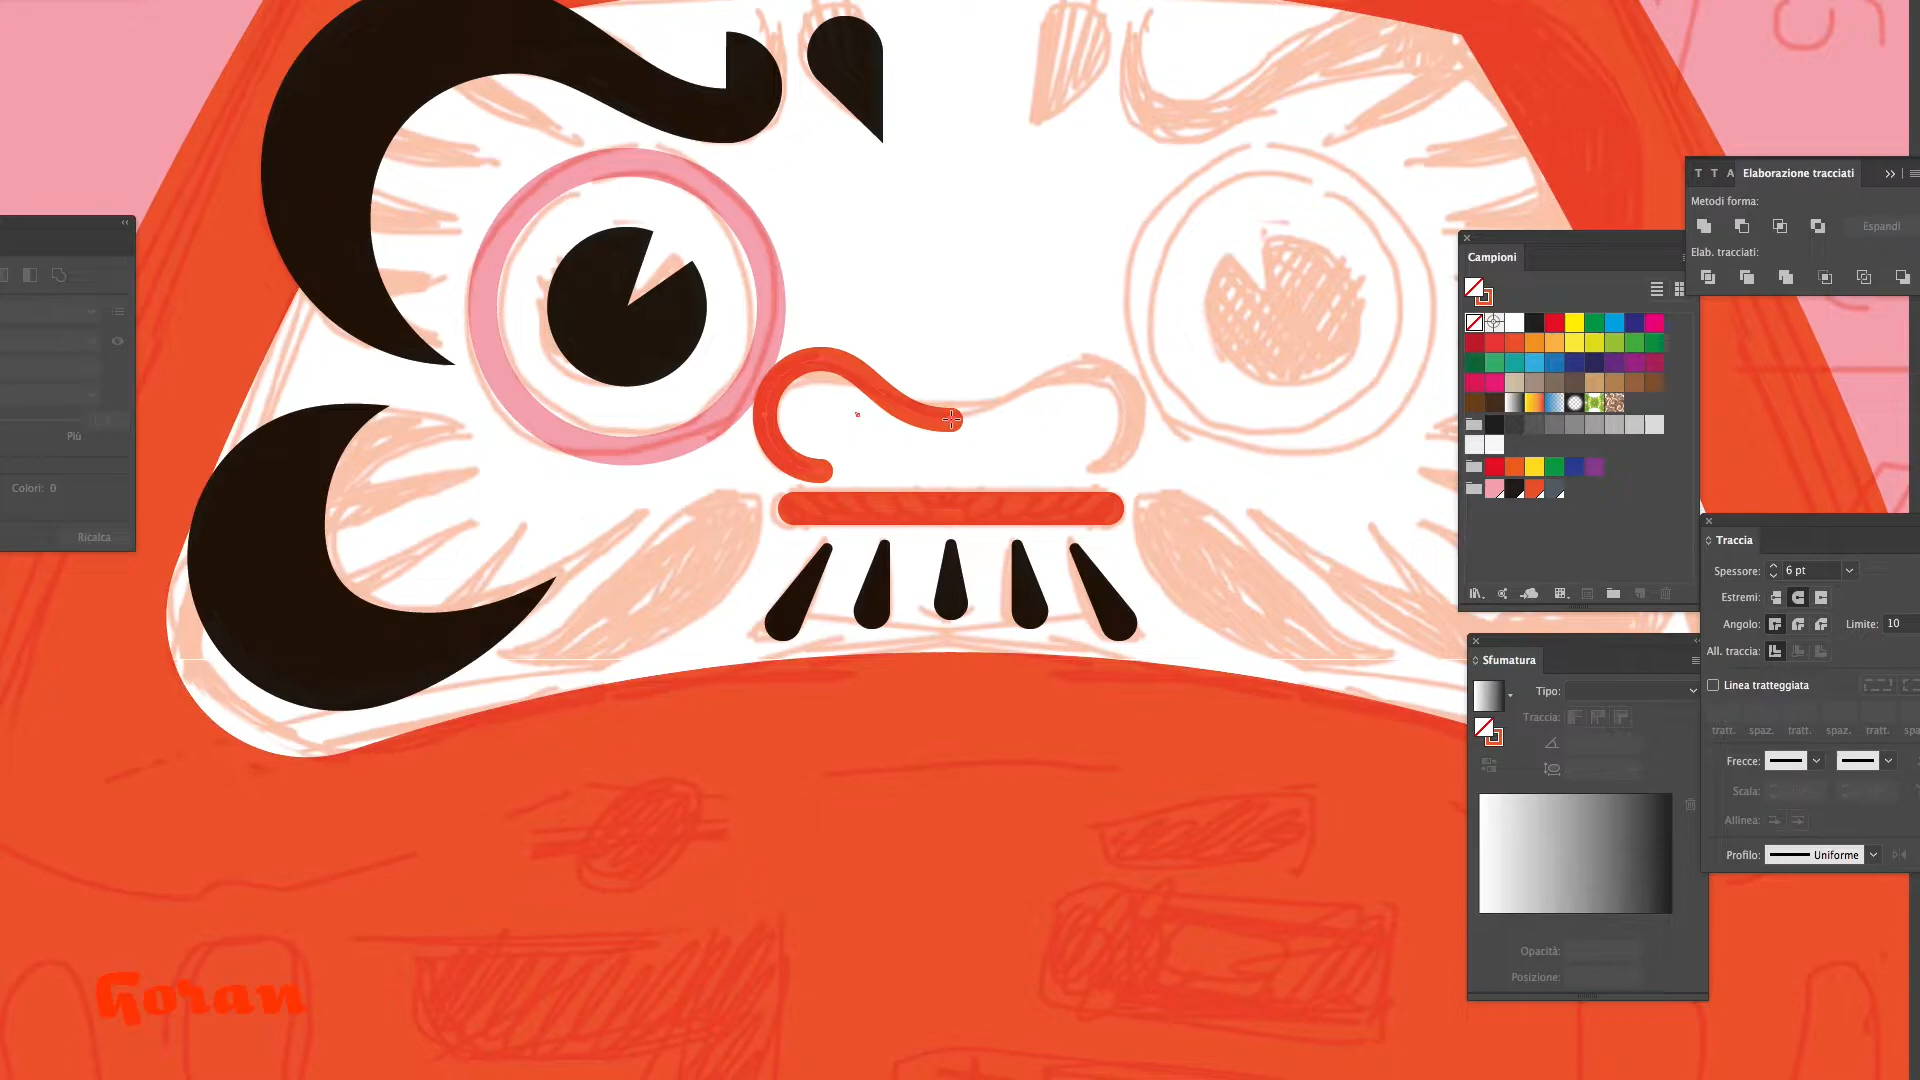 T T A Elaborazione tracciati
Metodi forma:
Espandi
Elab. tracciati:
Campioni
Più
Colori: 0
Ricalca
Traccia
Spessore: 6 pt
Estremi:
Angolo: Limite: 10
All. traccia:
Linea tratteggiata
tratt. spaz. tratt. spaz. tratt. spa
Frecce:
Scala:
Allinea:
Profilo: Uniforme
Sfumatura
Tipo:
Traccia:
Opacità:
Posizione:
Goran